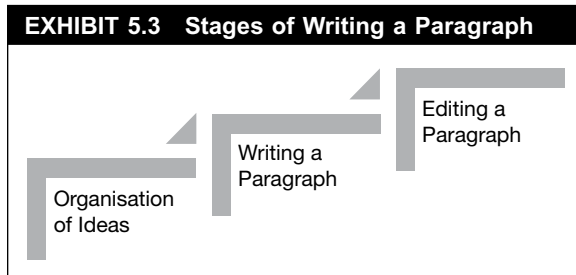 EXHIBIT 5.3 Stages of Writing a Paragraph
Organisation
of Ideas
Writing a
Paragraph
Editing a
Paragraph